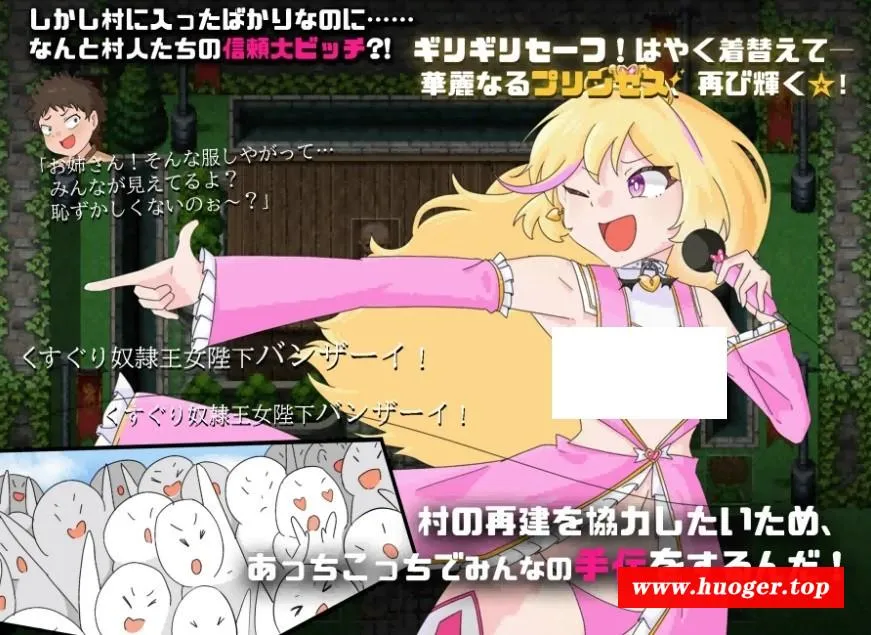 しかし村に入ったばかりなのに……
なんと村人たちの信頼大ビッチ?!
ギリギリセーフ！はやく着替えて―
華麗なるプリンセス 再び輝く☆！
「お姉さん！そんな服しやがって…
みんなが見えてるよ？
恥ずかしくないのぉ～？」
くすぐり奴隷王女陛下バンザーイ！
くすぐり奴隷王女陛下バンザーイ！
村の再建を協力したいため、
あっちこっちでみんなの手伝をするんだ！
www.huoger.top